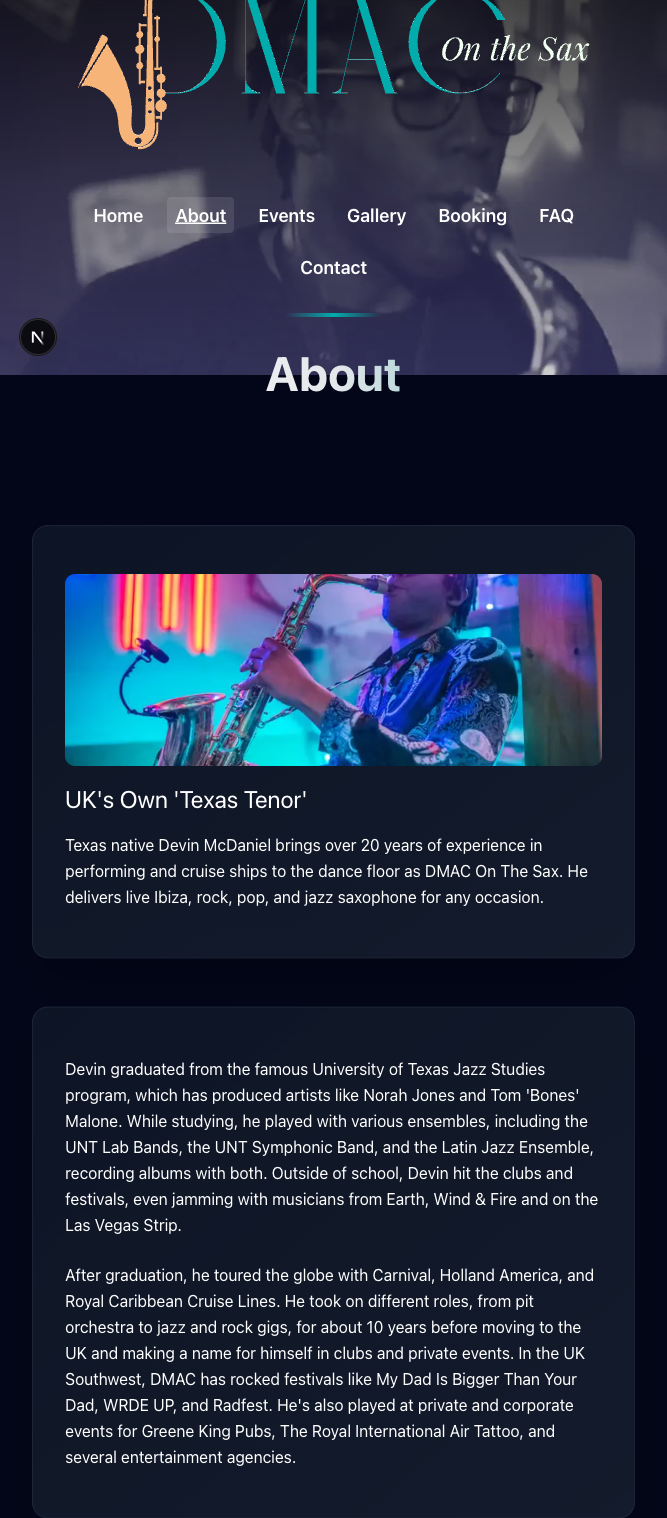 DMAC
On the Sax
Home About Events Gallery Booking FAQ
Contact
N
About
UK's Own 'Texas Tenor'
Texas native Devin McDaniel brings over 20 years of experience in
performing and cruise ships to the dance floor as DMAC On The Sax. He
delivers live Ibiza, rock, pop, and jazz saxophone for any occasion.
Devin graduated from the famous University of Texas Jazz Studies
program, which has produced artists like Norah Jones and Tom 'Bones'
Malone. While studying, he played with various ensembles, including the
UNT Lab Bands, the UNT Symphonic Band, and the Latin Jazz Ensemble,
recording albums with both. Outside of school, Devin hit the clubs and
festivals, even jamming with musicians from Earth, Wind & Fire and on the
Las Vegas Strip.
After graduation, he toured the globe with Carnival, Holland America, and
Royal Caribbean Cruise Lines. He took on different roles, from pit
orchestra to jazz and rock gigs, for about 10 years before moving to the
UK and making a name for himself in clubs and private events. In the UK
Southwest, DMAC has rocked festivals like My Dad Is Bigger Than Your
Dad, WRDE UP, and Radfest. He's also played at private and corporate
events for Greene King Pubs, The Royal International Air Tattoo, and
several entertainment agencies.